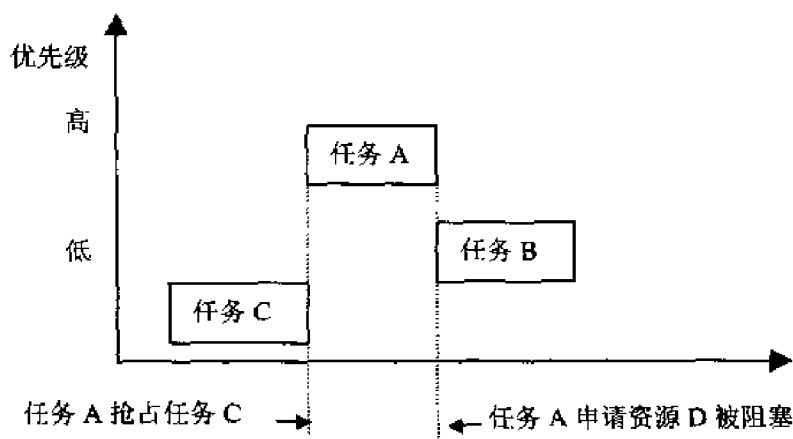 优先级
高
任务 A
低
任务 B
任务 C
任务 A 抢占任务 C
任务 A 申请资源 D 被阻塞